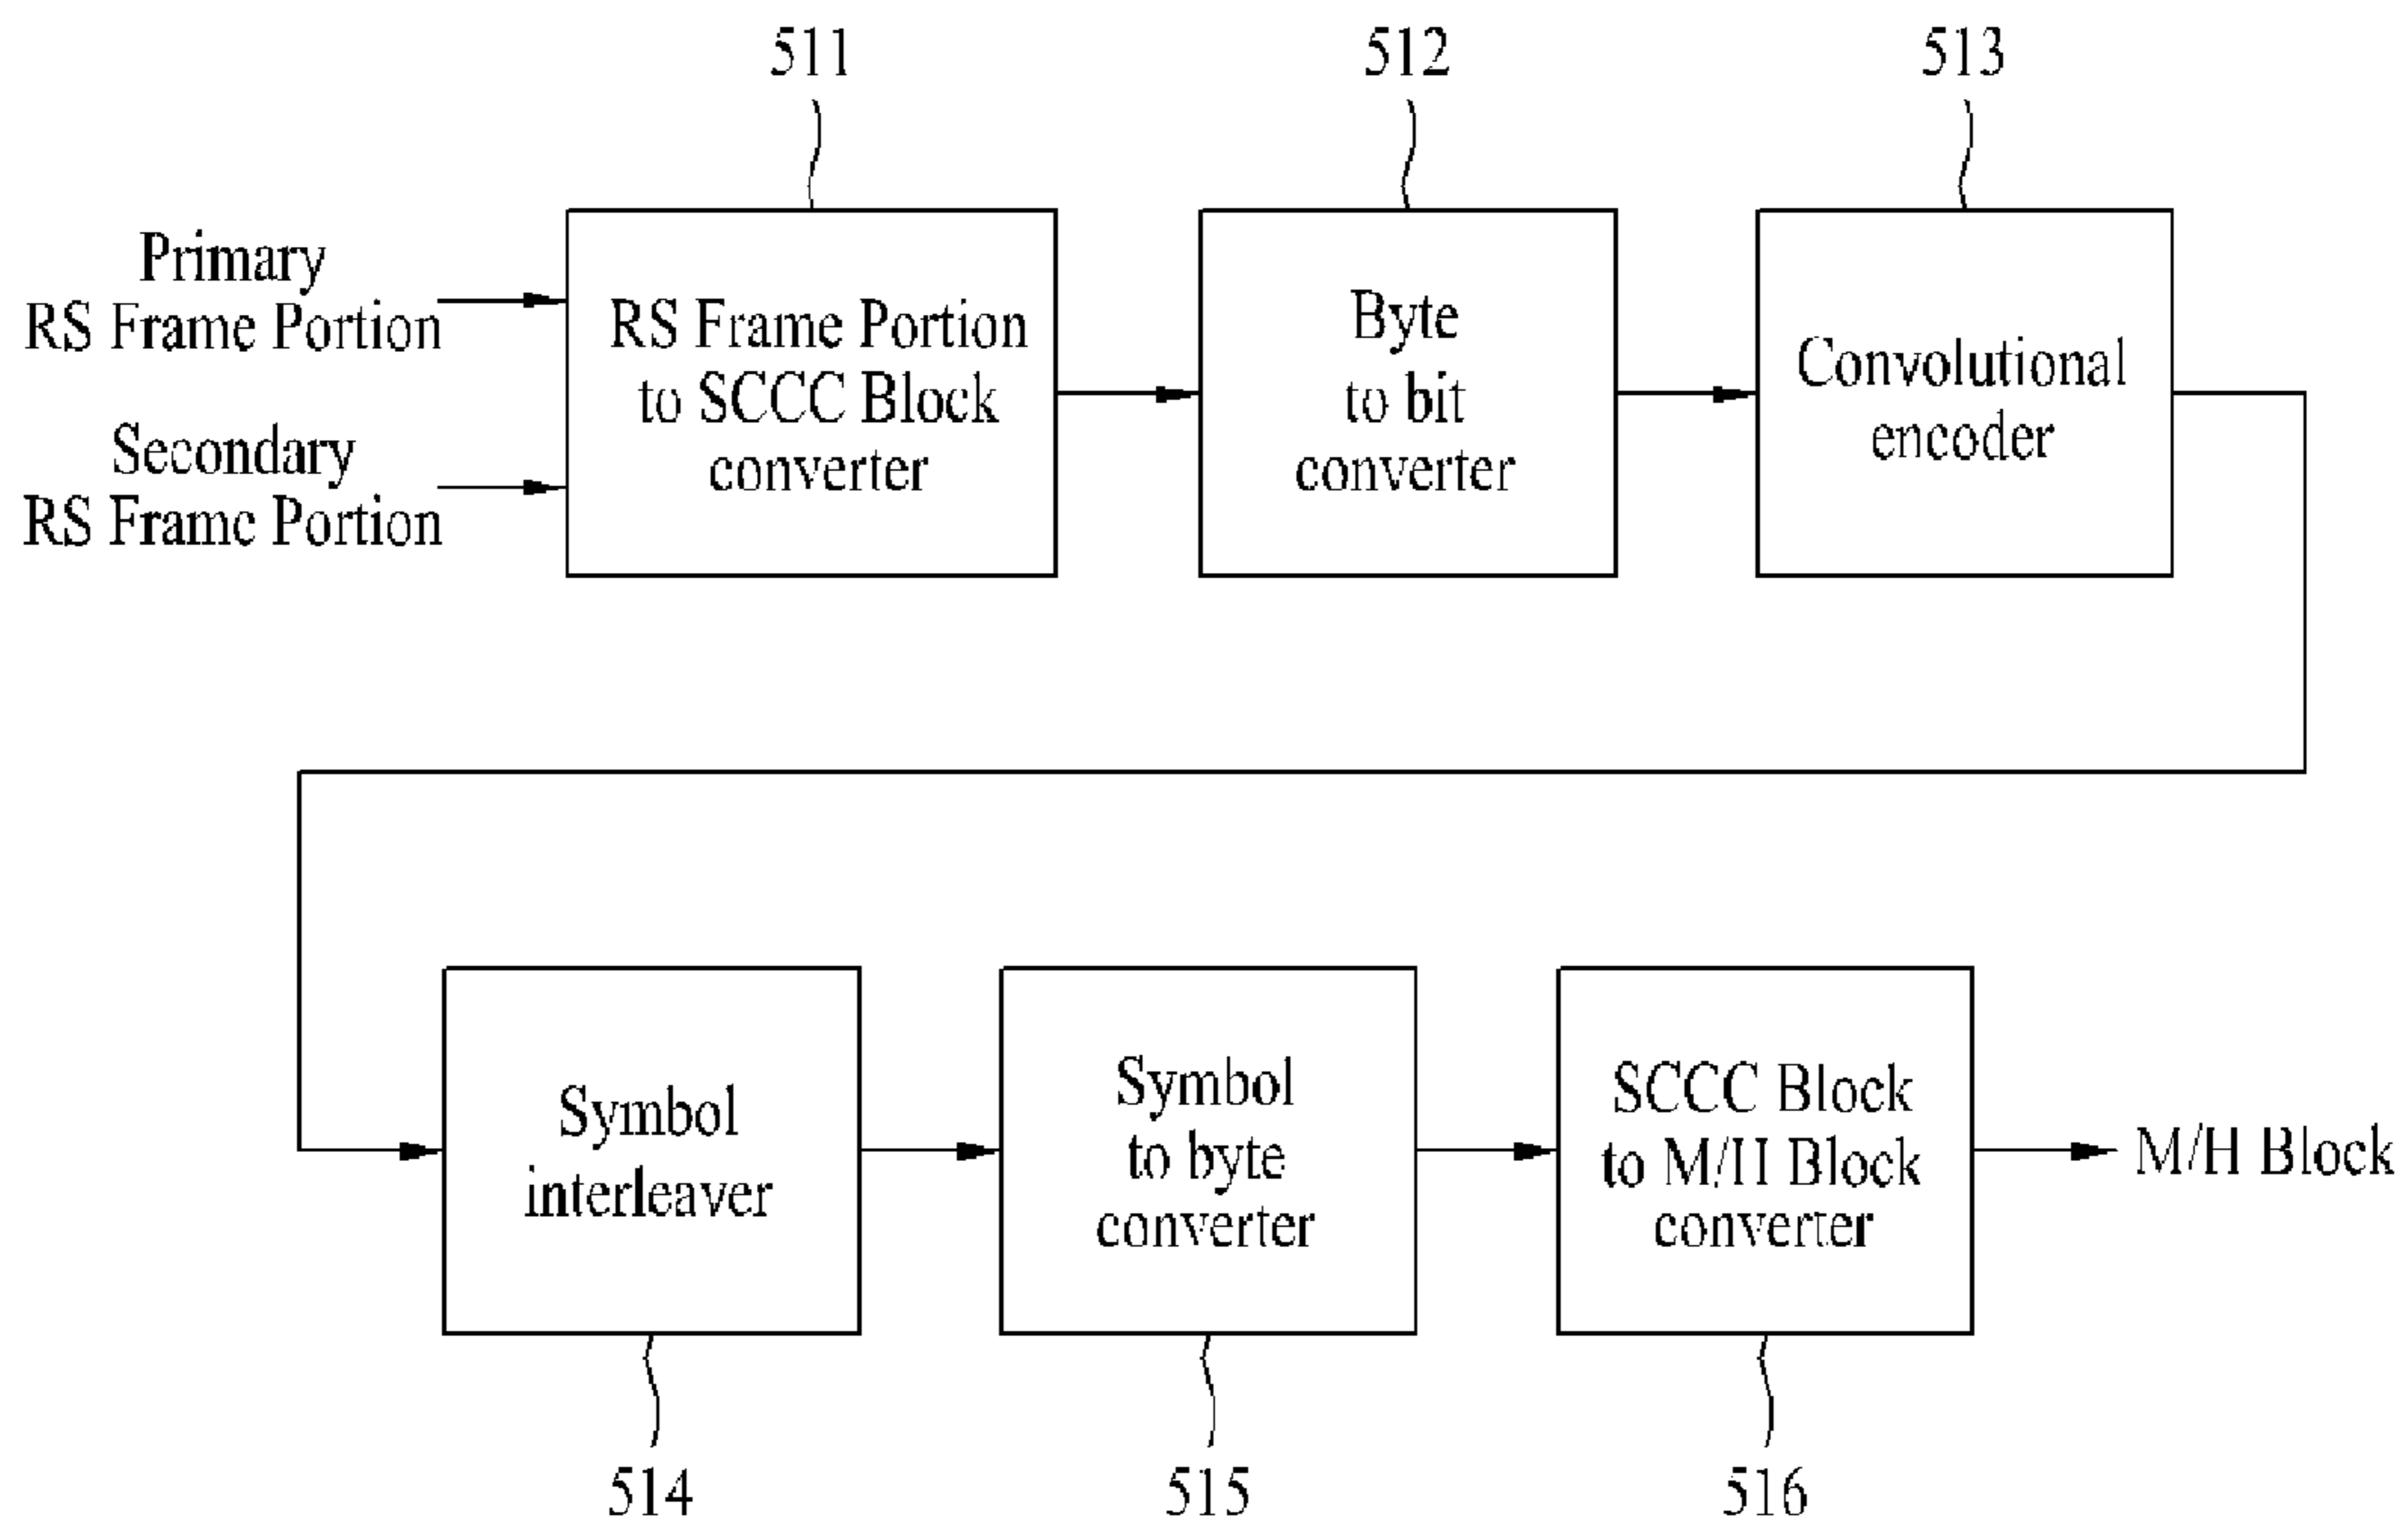 511
512
513
Primary
RS Frame Portion
Secondary
RS Frame Portion
RS Frame Portion
to SCCC Block
converter
Byte
to bit
converter
Convolutional
encoder
Symbol
interleaver
Symbol
to byte
converter
SCCC Block
to M/H Block
converter
M/H Block
514
515
516